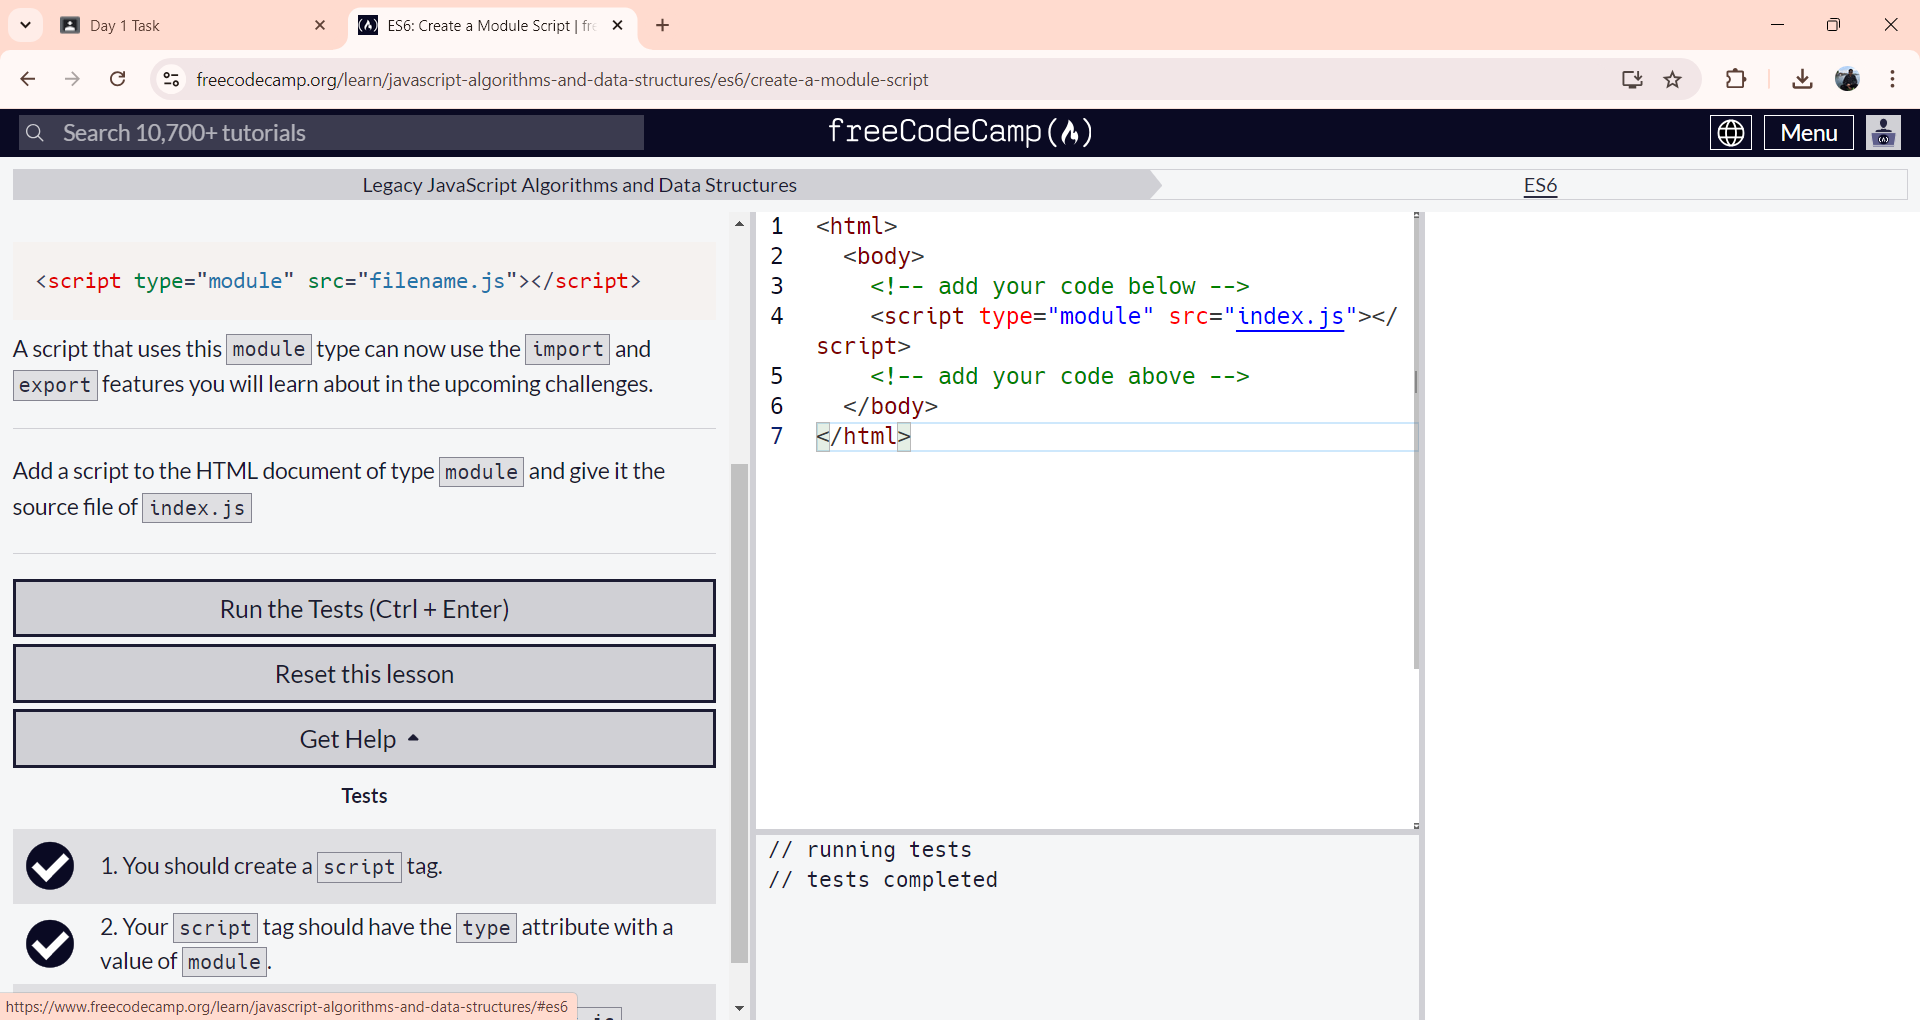 Day 1 Task
ES6: Create a Module Script | fre
freecodecamp.org/learn/javascript-algorithms-and-data-structures/es6/create-a-module-script
Search 10,700+ tutorials
freeCodeCamp(🔥)
Menu
Legacy JavaScript Algorithms and Data Structures
ES6
<script type="module" src="filename.js"></script>
A script that uses this module type can now use the import and
export features you will learn about in the upcoming challenges.
Add a script to the HTML document of type module and give it the
source file of index.js
Run the Tests (Ctrl + Enter)
Reset this lesson
Get Help
Tests
1. You should create a script tag.
2. Your script tag should have the type attribute with a
value of module.
https://www.freecodecamp.org/learn/javascript-algorithms-and-data-structures/#es6
1 <html>
2 <body>
3 <!-- add your code below -->
4 <script type="module" src="index.js"></
script>
5 <!-- add your code above -->
6 </body>
7 </html>
// running tests
// tests completed